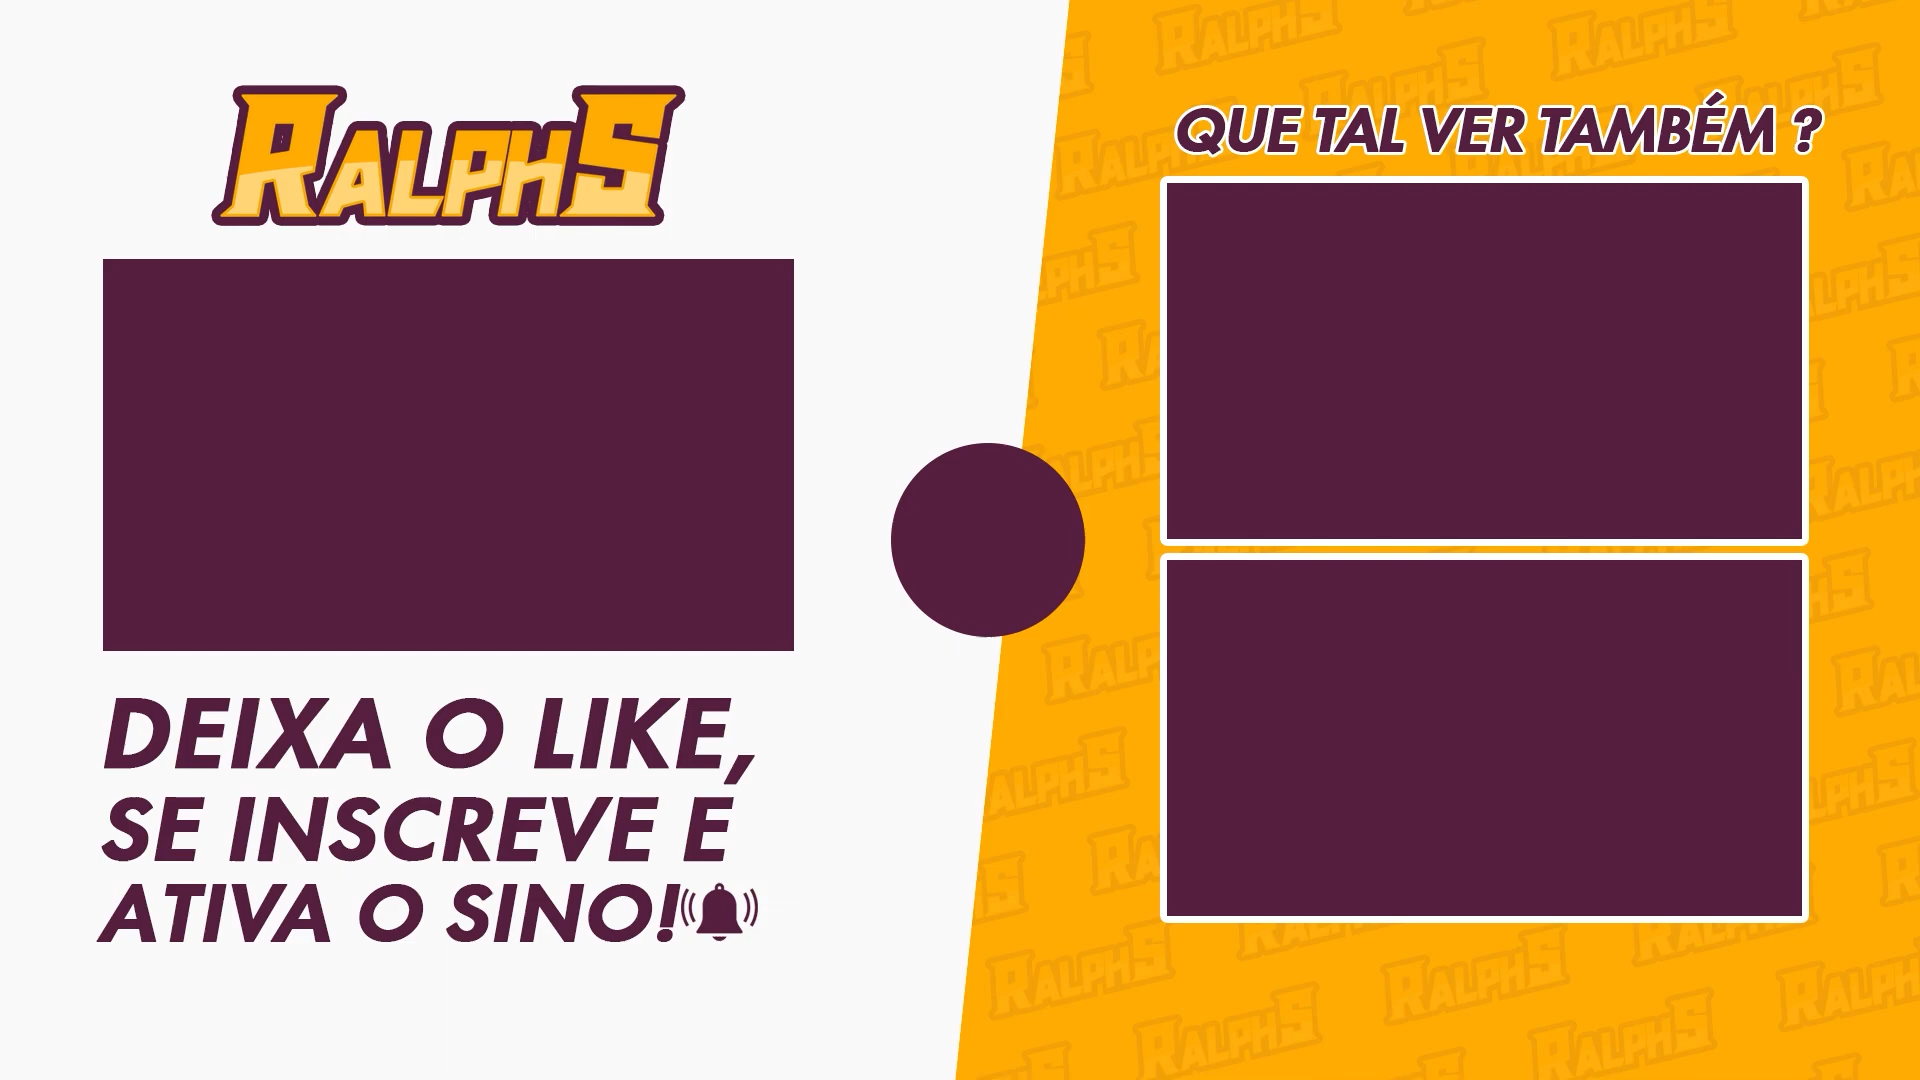 RALPHS
DEIXA O LIKE,
SE INSCREVE E
ATIVA O SINO!
QUE TAL VER TAMBÉM ?